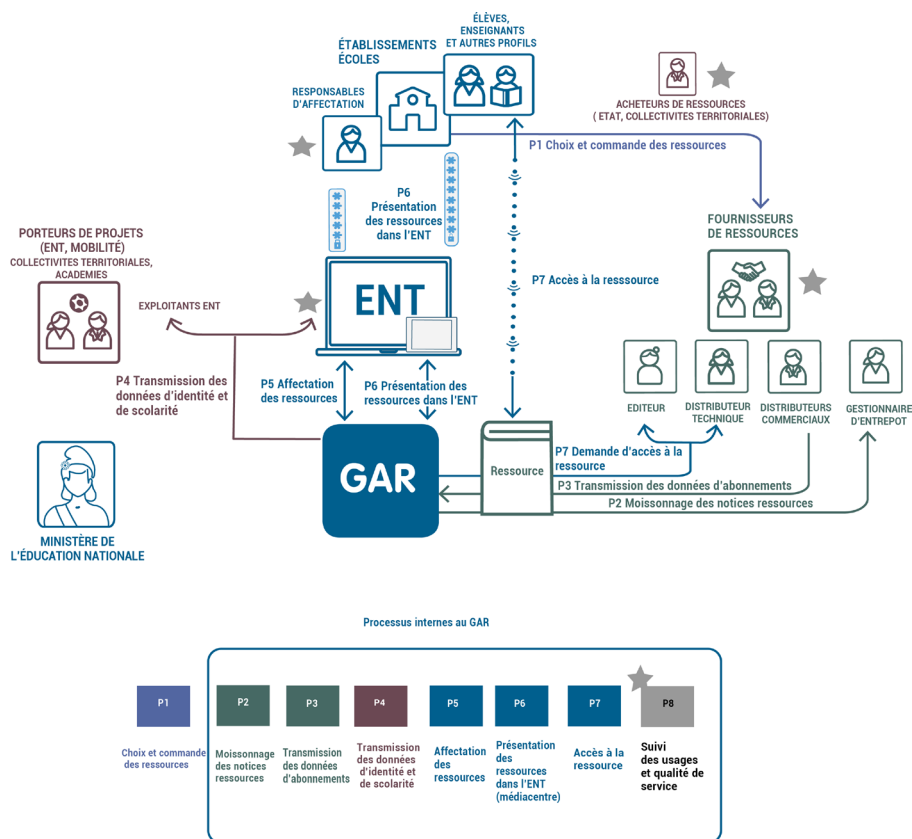 ÉLÈVES,
ENSEIGNANTS
ET AUTRES PROFILS
ÉTABLISSEMENTS
ÉCOLES
RESPONSABLES
D'AFFECTATION
ACHETEURS DE RESSOURCES
( ETAT, COLLECTIVITES TERRITORIALES)
P1 Choix et commande des ressources
P6
Présentation
des ressources
dans l'ENT
FOURNISSEURS
DE RESSOURCES
PORTEURS DE PROJETS
(ENT, MOBILITÉ)
COLLECTIVITES TERRITORIALES,
ACADEMIES
EXPLOITANTS ENT
ENT
P7 Accès à la resssource
P4 Transmission des
données d'identité et
de scolarité
P5 Affectation
des ressources
P6 Présentation des
ressources dans l'ENT
EDITEUR
DISTRIBUTEUR
TECHNIQUE
DISTRIBUTEURS
COMMERCIAUX
GESTIONNAIRE
D'ENTREPOT
GAR
Ressource
P7 Demande d'accès à la
ressource
P3 Transmission des données d'abonnements
P2 Moissonnage des notices ressources
MINISTÈRE DE
L'ÉDUCATION NATIONALE
Processus internes au GAR
P1
P2
P3
P4
P5
P6
P7
P8
Choix et commande
des ressources
Moissonnage
des notices
ressources
Transmission
des données
d'abonnements
Transmission
des données
d'identité et
de scolarité
Affectation
des
ressources
Présentation
des
ressources
dans l'ENT
(médiacentre)
Accès à la
ressource
Suivi
des usages
et qualité de
service